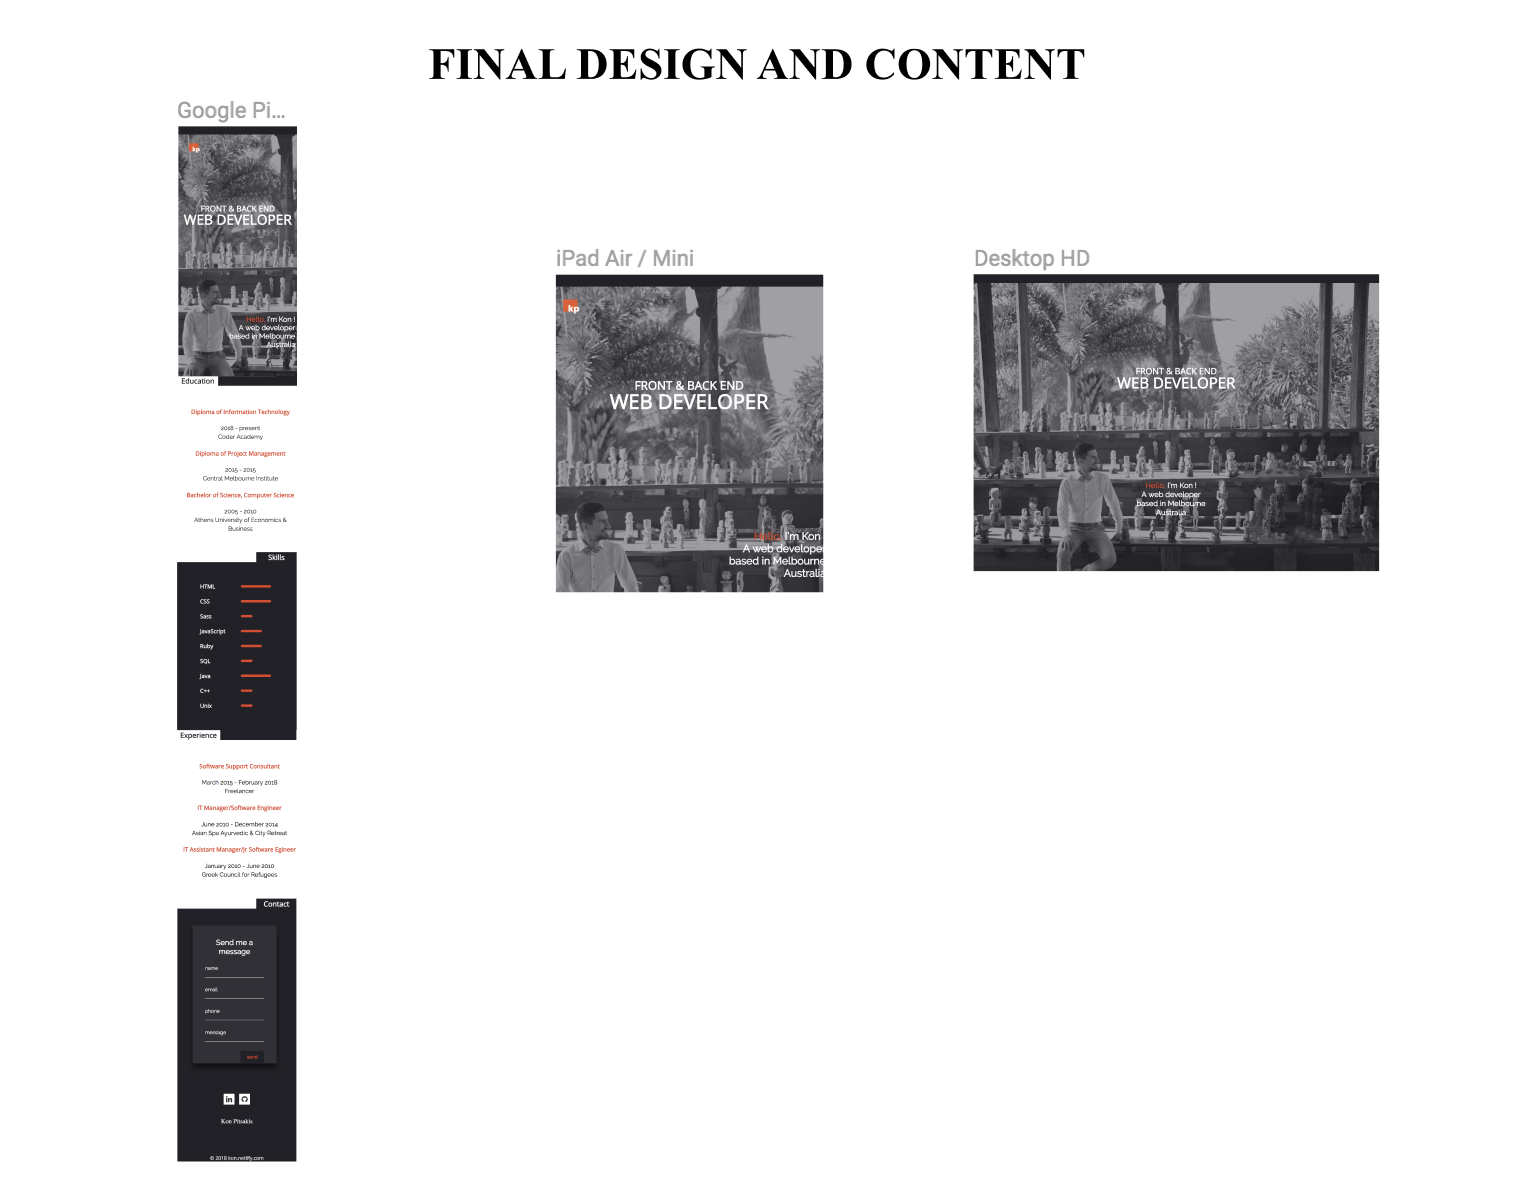 FINAL DESIGN AND CONTENT
Google Pi...
kp
FRONT & BACK END
WEB DEVELOPER
Hello, I'm Kon !
A web developer
based in Melbourne
Australia
Education
Diploma of Information Technology
2018 - present
Coder Academy
Diploma of Project Management
2015 - 2015
Central Melbourne Institute
Bachelor of Science, Computer Science
2005 - 2010
Athens University of Economics &
Business
Skills
HTML
CSS
Sass
JavaScript
Ruby
SQL
Java
C++
Unix
Experience
Software Support Consultant
March 2015 - February 2018
Freelancer
IT Manager/Software Engineer
June 2010 - December 2014
Asian Spa Ayurvedic & City Retreat
IT Assistant Manager/Jr Software Egineer
January 2010 - June 2010
Greek Council for Refugees
Contact
Send me a
message
name
email
phone
message
send
in
Kon Pitsakis
© 2018 kon.netlify.com
iPad Air / Mini
kp
FRONT & BACK END
WEB DEVELOPER
Hello, I'm Kon
A web developer
based in Melbourne
Australia
Desktop HD
FRONT & BACK END
WEB DEVELOPER
Hello, I'm Kon !
A web developer
based in Melbourne
Australia